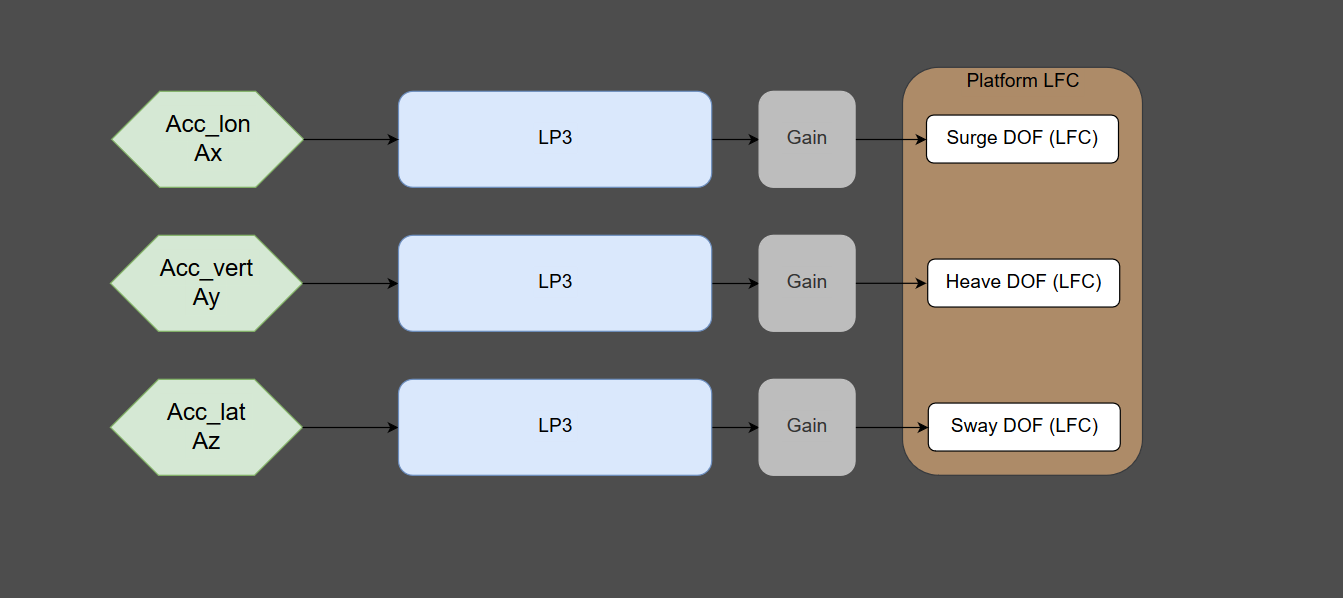 Platform LFC
Acc_lon
Ax
LP3
Gain
Surge DOF (LFC)
Acc_vert
Ay
LP3
Gain
Heave DOF (LFC)
Acc_lat
Az
LP3
Gain
Sway DOF (LFC)